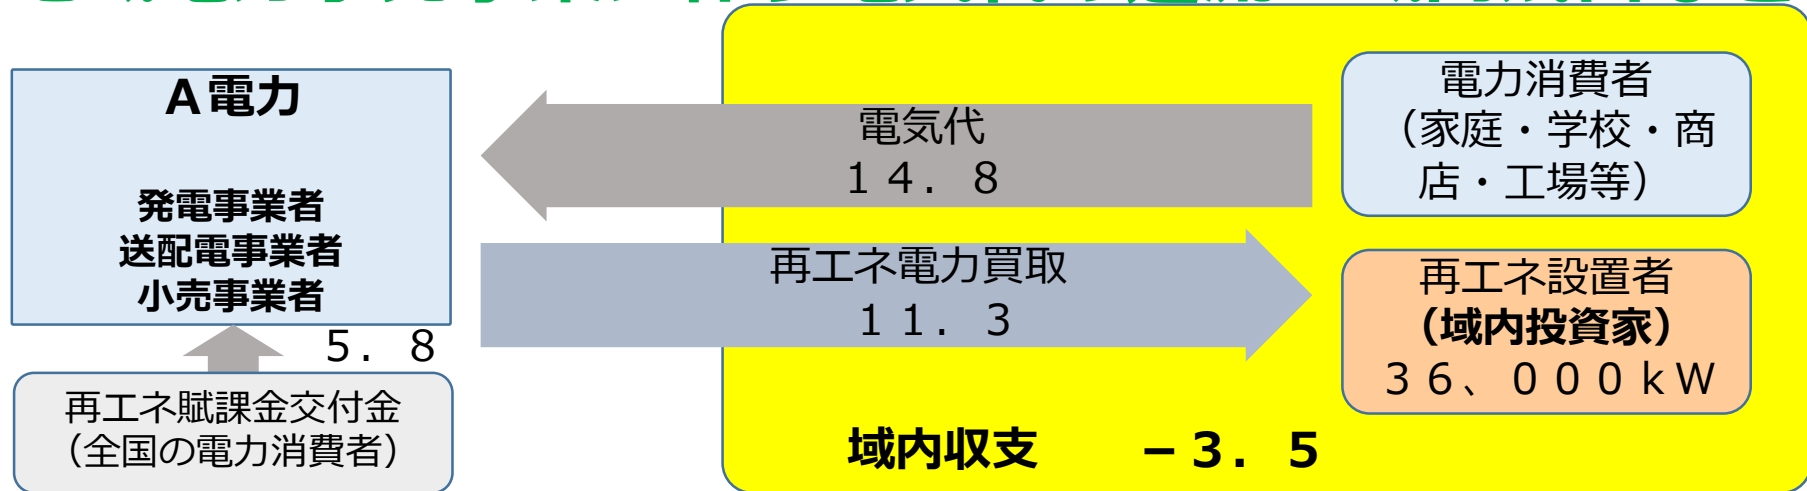 A電力
発電事業者
送配電事業者
小売事業者
5．8
再エネ賦課金交付金
（全国の電力消費者）
電気代
１４．８
再エネ電力買取
１１．３
域内収支　－３．５
電力消費者
（家庭・学校・商
店・工場等）
再エネ設置者
（域内投資家）
３６、０００ｋW